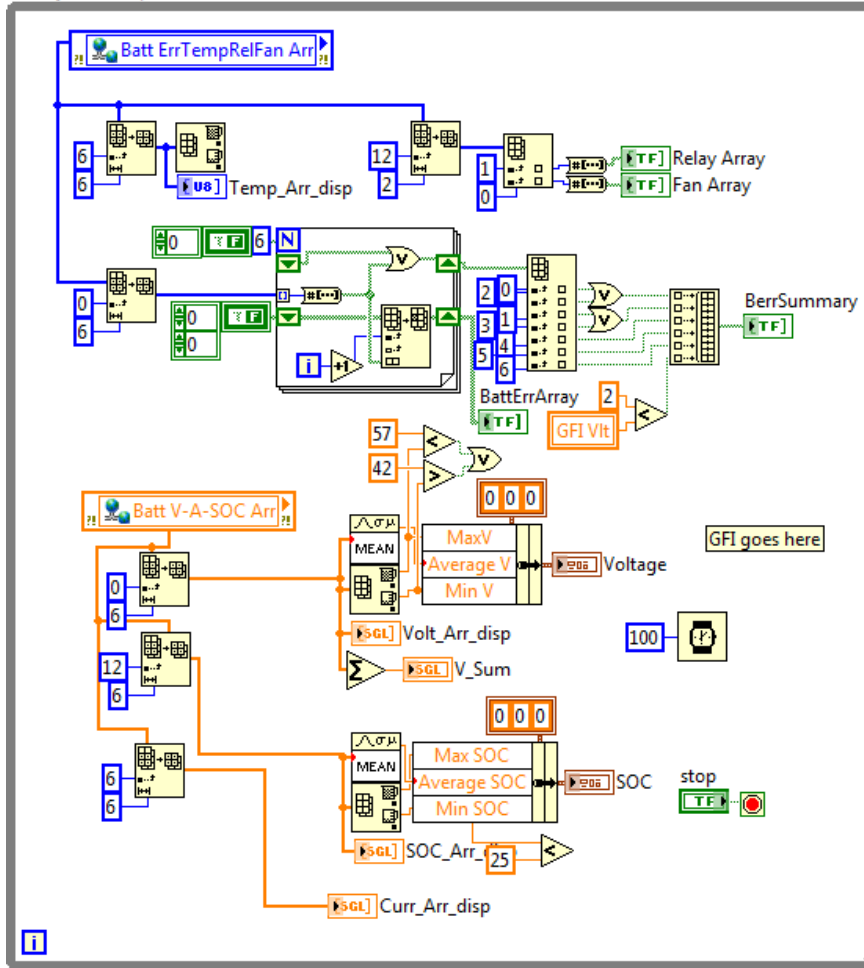 Batt ErrTempRelFan Arr
6
6
U8]
Temp_Arr_disp
12
2
1
0
#[...]
#[...]
TF]
Relay Array
TF]
Fan Array
0
F
6
N
0
6
0
0
F
#[...]
i
+1
V
2
0
3
1
4
5
6
V
V
BerrSummary
TF]
BattErrArray
TF]
2
GFI Vlt
<
57
42
<
>
V
Batt V-A-SOC Arr
0
6
12
6
6
6
σμ
MEAN
0 0 0
MaxV
Average V
Min V
Voltage
SGL]
Volt_Arr_disp
Σ
SGL
V_Sum
GFI goes here
100
σμ
MEAN
0 0 0
Max SOC
Average SOC
Min SOC
SOC
SGL]
SOC_Arr_d
25
<
stop
TF
SGL]
Curr_Arr_disp
i